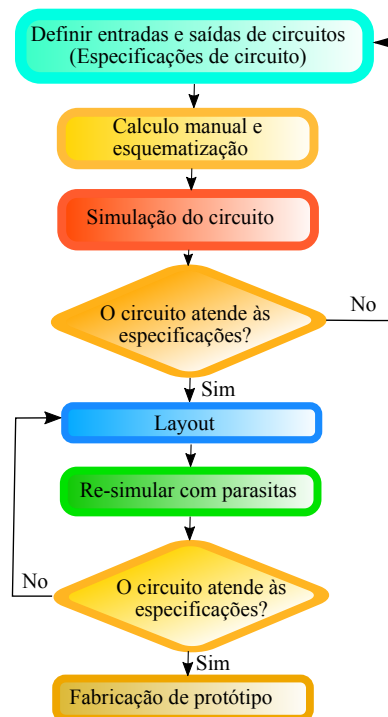 Definir entradas e saídas de circuitos
(Especificações de circuito)
Calculo manual e
esquematização
Simulação do circuito
O circuito atende às
especificações?
No
Sim
Layout
Re-simular com parasitas
No
O circuito atende às
especificações?
Sim
Fabricação de protótipo